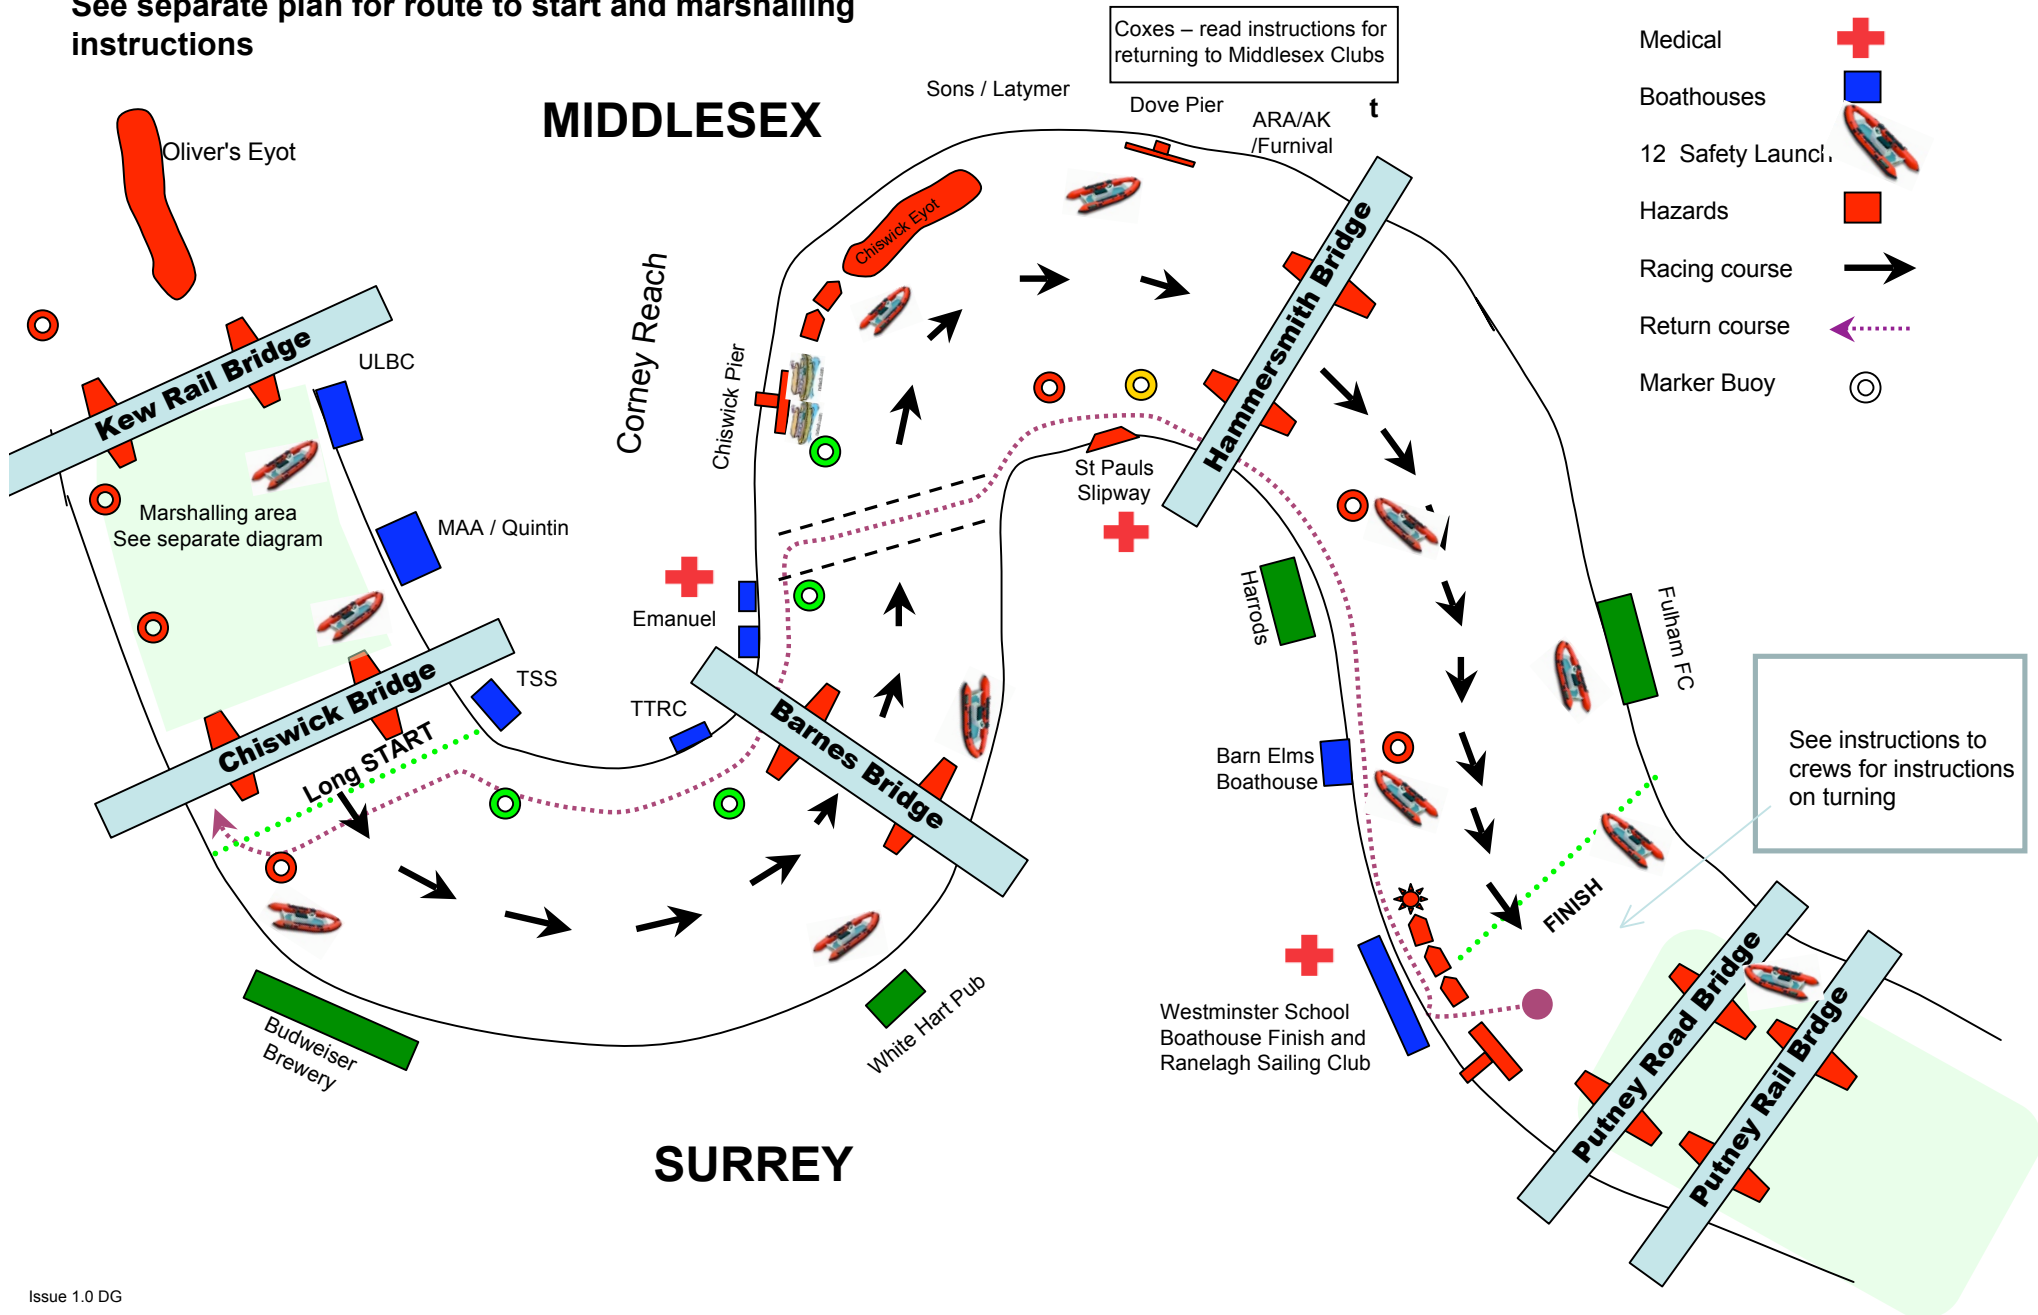 See separate plan for route to start and marshalling
instructions
Coxes – read instructions for
returning to Middlesex Clubs
Medical
Boathouses
12 Safety Launch
Hazards
Racing course
Return course
Marker Buoy
MIDDLESEX
Sons / Latymer
Dove Pier
t
ARA/AK
/Furnival
Oliver's Eyot
Chiswick Eyot
Hammersmith Bridge
Corney Reach
Chiswick Pier
Kew Rail Bridge
ULBC
Marshalling area
See separate diagram
MAA / Quintin
St Pauls
Slipway
Emanuel
Harrods
Fulham FC
Chiswick Bridge
TSS
TTRC
Long START
Barnes Bridge
Barn Elms
Boathouse
See instructions to
crews for instructions
on turning
FINISH
Westminster School
Boathouse Finish and
Ranelagh Sailing Club
White Hart Pub
Budweiser
Brewery
Putney Road Bridge
Putney Rail Brdge
SURREY
Issue 1.0 DG